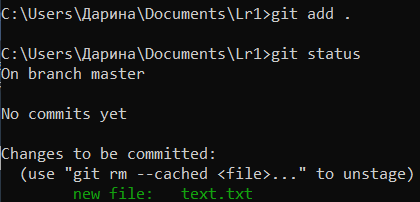 C:\Users\Дарина\Documents\Lr1>git add .
C:\Users\Дарина\Documents\Lr1>git status
On branch master
No commits yet
Changes to be committed:
  (use "git rm --cached <file>..." to unstage)
        new file:   text.txt